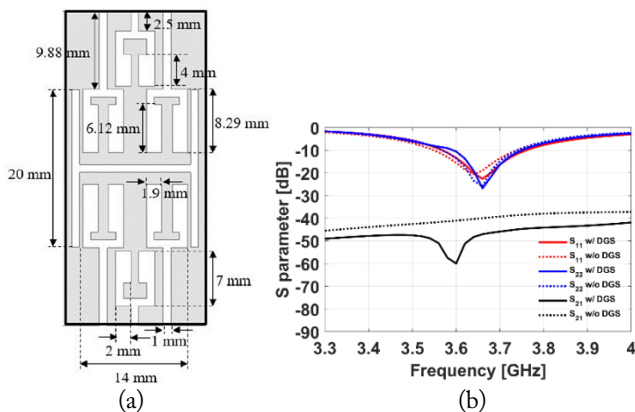 2.5 mm
9.88 mm
4 mm
6.12 mm
8.29 mm
20 mm
1.9 mm
7 mm
2 mm
1 mm
14 mm
(a)
0
-10
-20
-30
-40
-50
-60
-70
-80
-90
S parameter [dB]
S11 w/ DGS
S11 w/o DGS
S22 w/ DGS
S22 w/o DGS
S21 w/ DGS
S21 w/o DGS
3.3 3.4 3.5 3.6 3.7 3.8 3.9 4
Frequency [GHz]
(b)